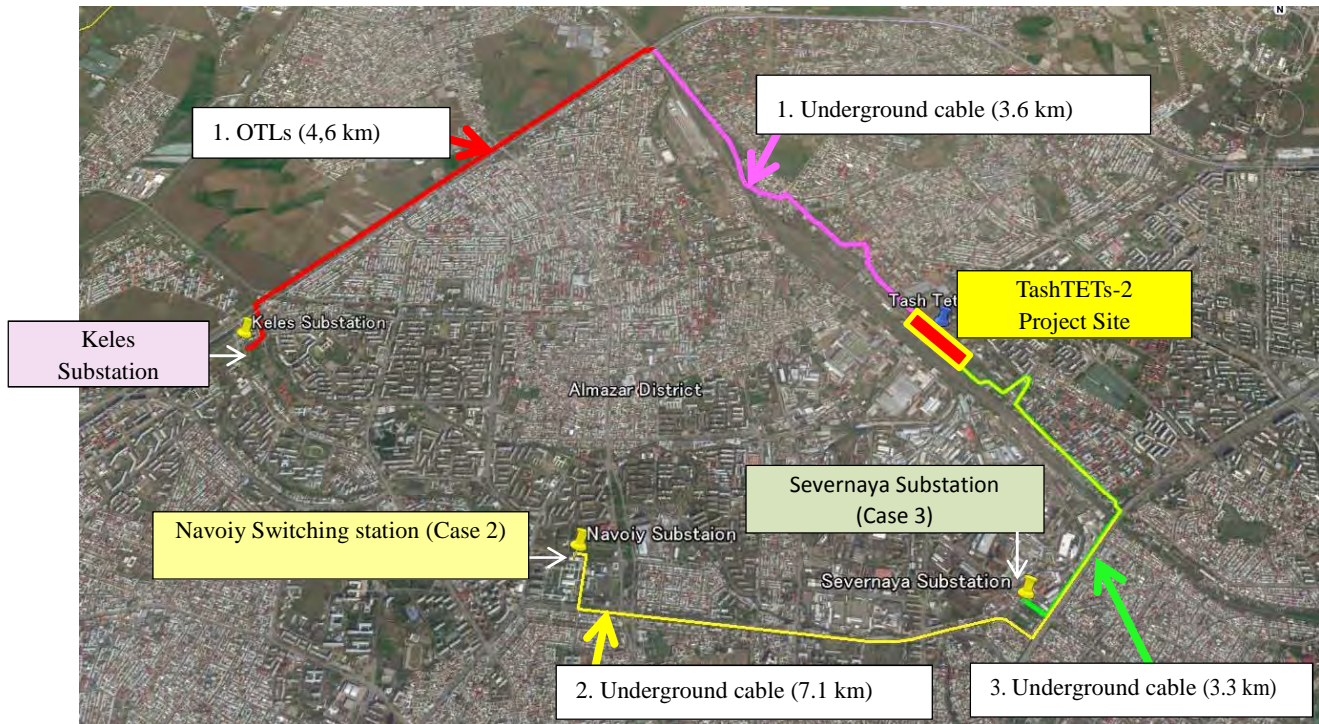 N
1. Underground cable (3.6 km)
1. OTLs (4,6 km)
Tash Tet
TashTETs-2
Project Site
Keles Substation
Keles
Substation
Almazar District
Severnaya Substation
(Case 3)
Navoiy Switching station (Case 2)
Navoiy Substaion
Severnaya Substation
2. Underground cable (7.1 km)
3. Underground cable (3.3 km)